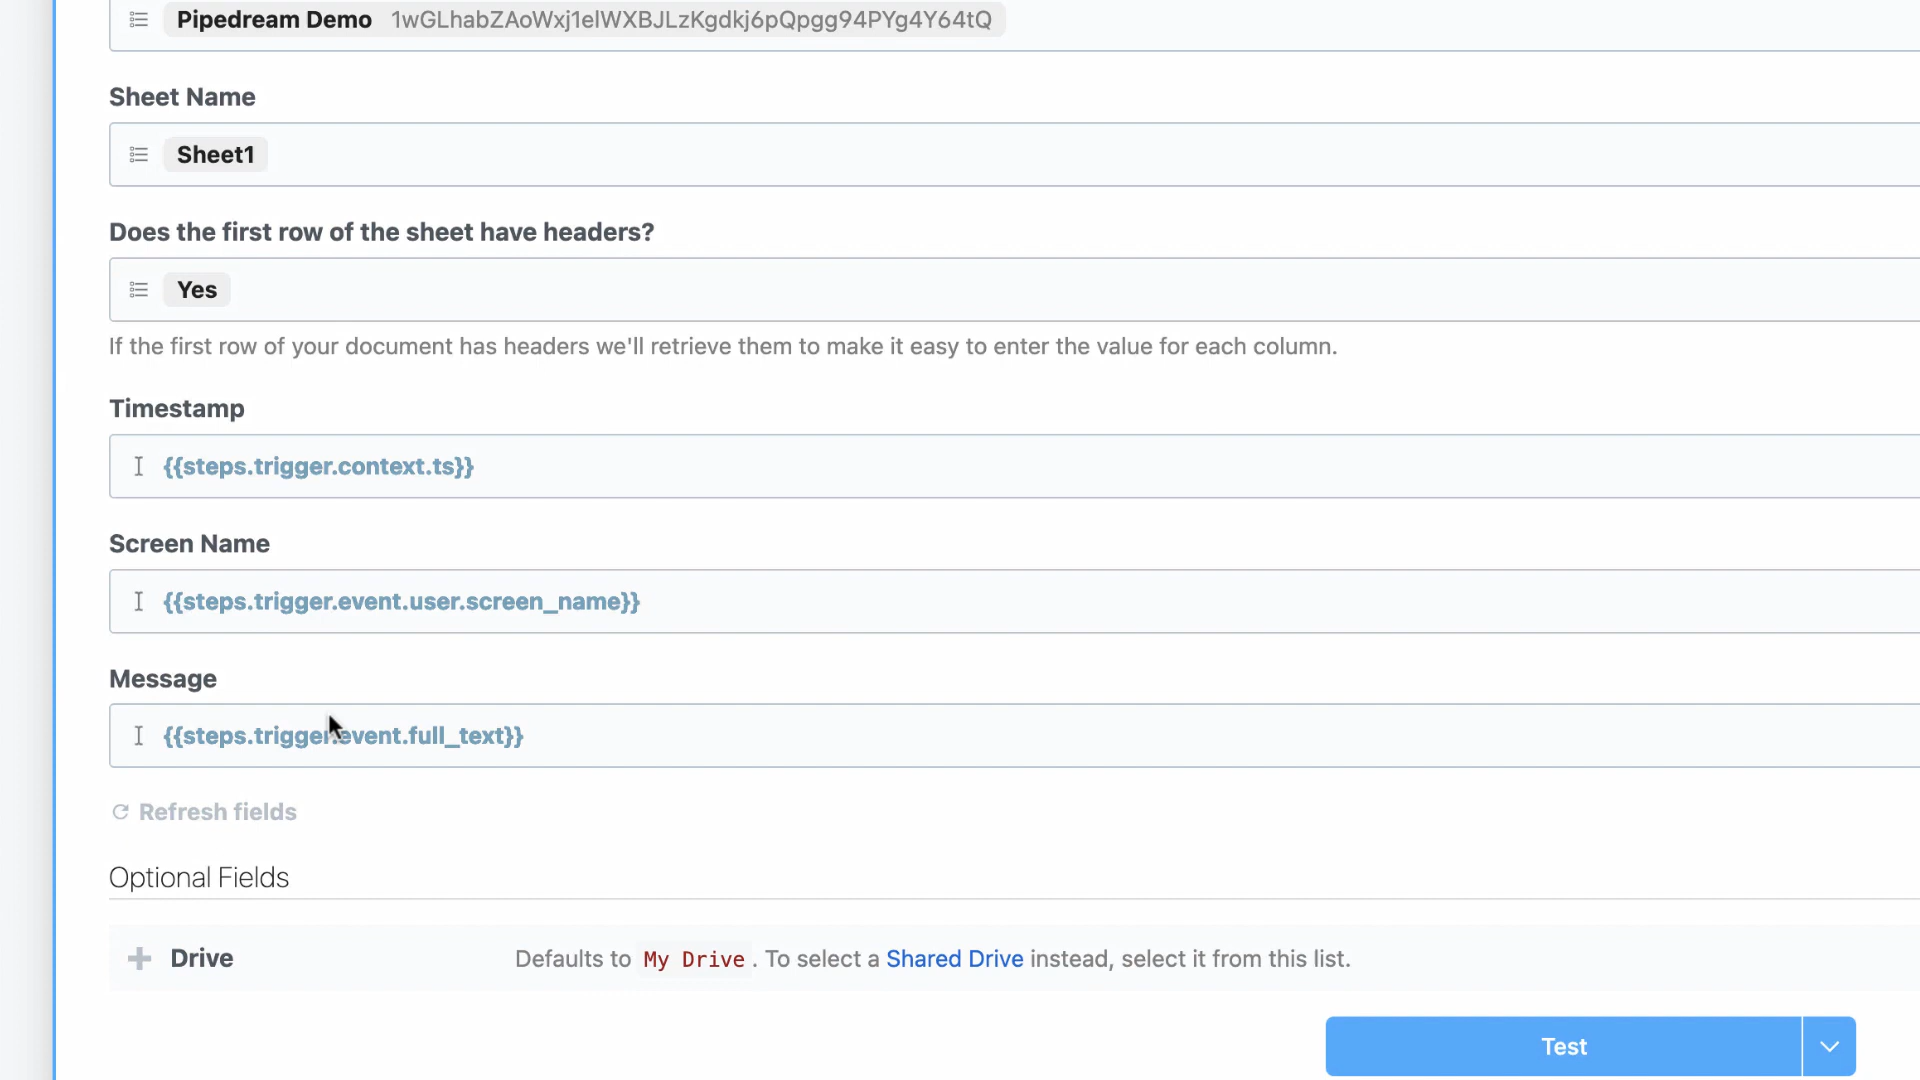 Pipedream Demo 1wGLhabZAoWxj1elWXBJLzKgdkj6pQpgg94PYg4Y64tQ
Sheet Name
Sheet1
Does the first row of the sheet have headers?
Yes
If the first row of your document has headers we'll retrieve them to make it easy to enter the value for each column.
Timestamp
{{steps.trigger.context.ts}}
Screen Name
{{steps.trigger.event.user.screen_name}}
Message
{{steps.trigger.event.full_text}}
Refresh fields
Optional Fields
Drive Defaults to My Drive. To select a Shared Drive instead, select it from this list.
Test